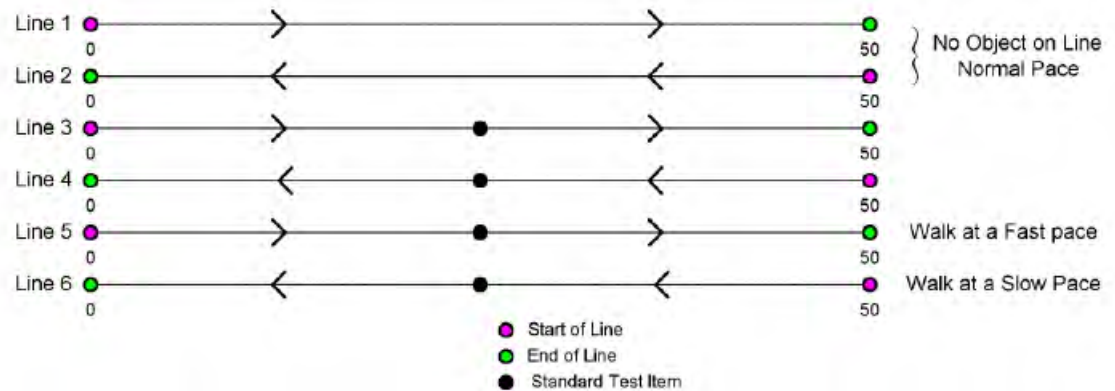 Line 1
0 50
No Object on Line
Line 2
Normal Pace
0 50
Line 3
0 50
Line 4
0 50
Line 5 Walk at a Fast pace
0 50
Line 6 Walk at a Slow Pace
0 50
Start of Line
End of Line
Standard Test Item